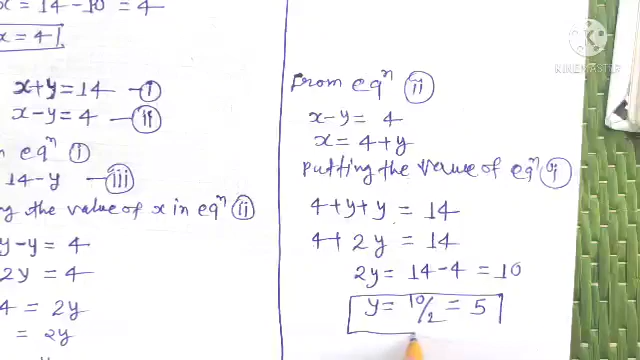 x = 14 - 10 = 4
x = 4
x+y = 14 — i
x - y = 4 — ii
eqⁿ i
14 - y — iii
the value of x in eqⁿ ii
y - y = 4
2y = 4
4 = 2y
= 2y
From eqⁿ ii
x - y = 4
x = 4 + y
Putting the value of eqⁿ i
4 + y + y = 14
4 + 2y = 14
2y = 14 - 4 = 10
y = 10/2 = 5
KINEMASTER